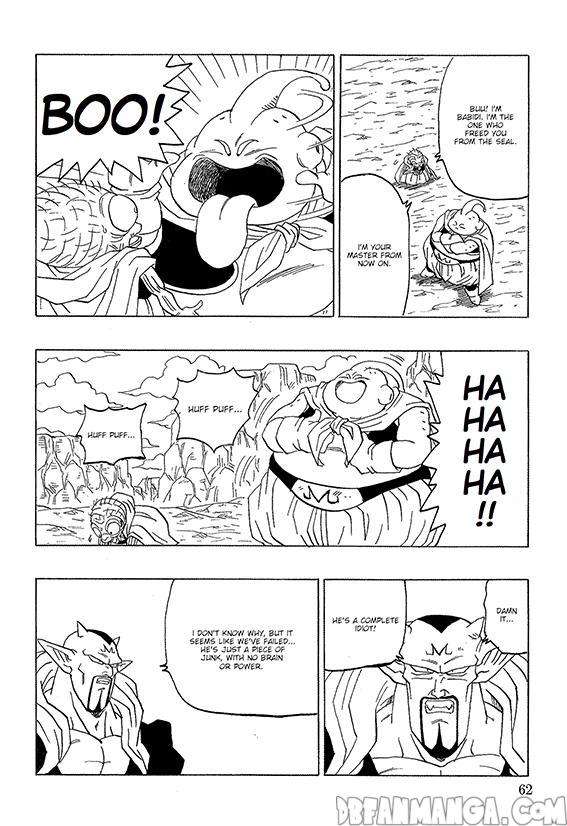 BUU! I'M
BABIDI. I'M THE
ONE WHO
FREED YOU
FROM THE SEAL.
I'M YOUR
MASTER FROM
NOW ON.
BOO!
HA
HA
HA
HA
!!
HUFF PUFF...
HUFF PUFF...
M
DAMN
IT...
HE'S A COMPLETE
IDIOT!
M
I DON'T KNOW WHY, BUT IT
SEEMS LIKE WE'VE FAILED...
HE'S JUST A PIECE OF
JUNK, WITH NO BRAIN
OR POWER.
M
62
DBFANMANGA.COM